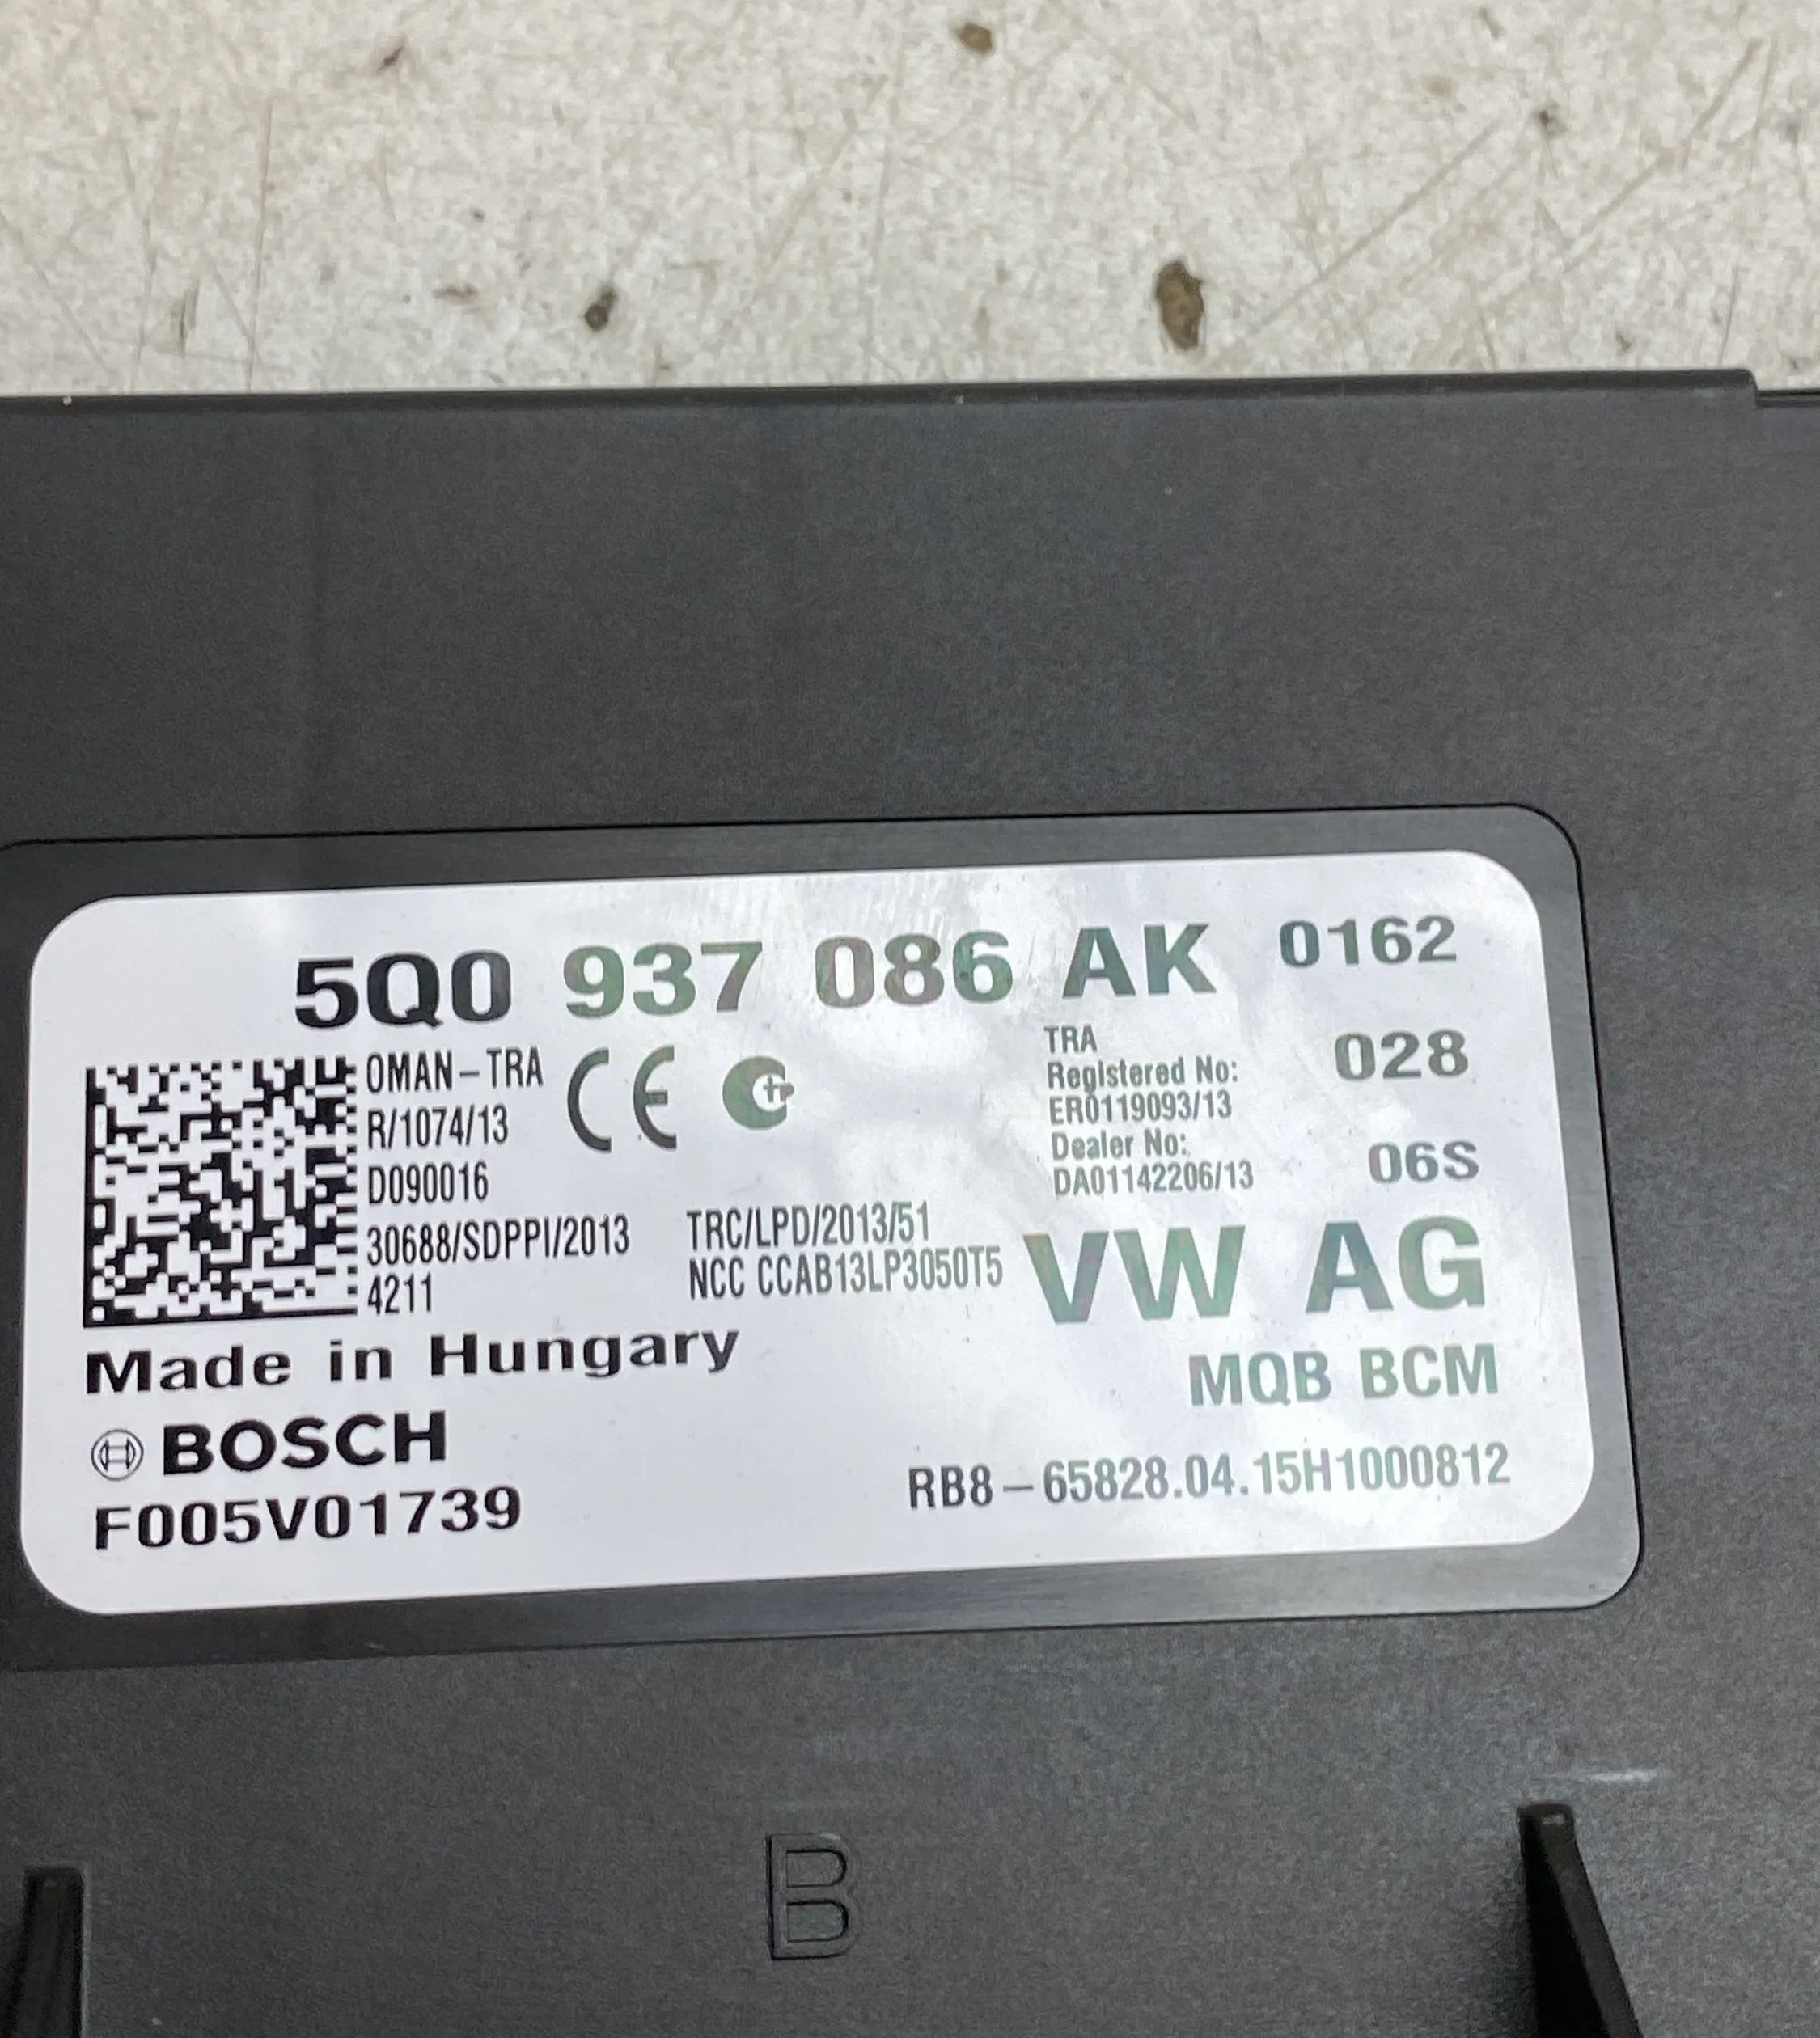 5Q0 937 086 AK 0162
OMAN-TRA
R/1074/13
D090016
30688/SDPPI/2013
4211
CE
TRC/LPD/2013/51
NCC CCAB13LP3050T5
TRA
Registered No:
ER0119093/13
Dealer No:
DA01142206/13
028
06S
VW AG
MQB BCM
Made in Hungary
BOSCH
F005V01739
RB8-65828.04.15H1000812
B